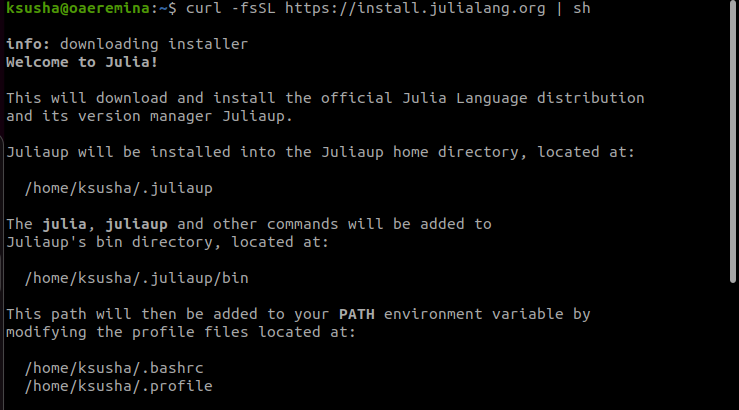 ksusha@oaeremina:~$ curl -fsSL https://install.julialang.org | sh
info: downloading installer
Welcome to Julia!
This will download and install the official Julia Language distribution
and its version manager Juliaup.
Juliaup will be installed into the Juliaup home directory, located at:
/home/ksusha/.juliaup
The julia, juliaup and other commands will be added to
Juliaup's bin directory, located at:
/home/ksusha/.juliaup/bin
This path will then be added to your PATH environment variable by
modifying the profile files located at:
/home/ksusha/.bashrc
/home/ksusha/.profile